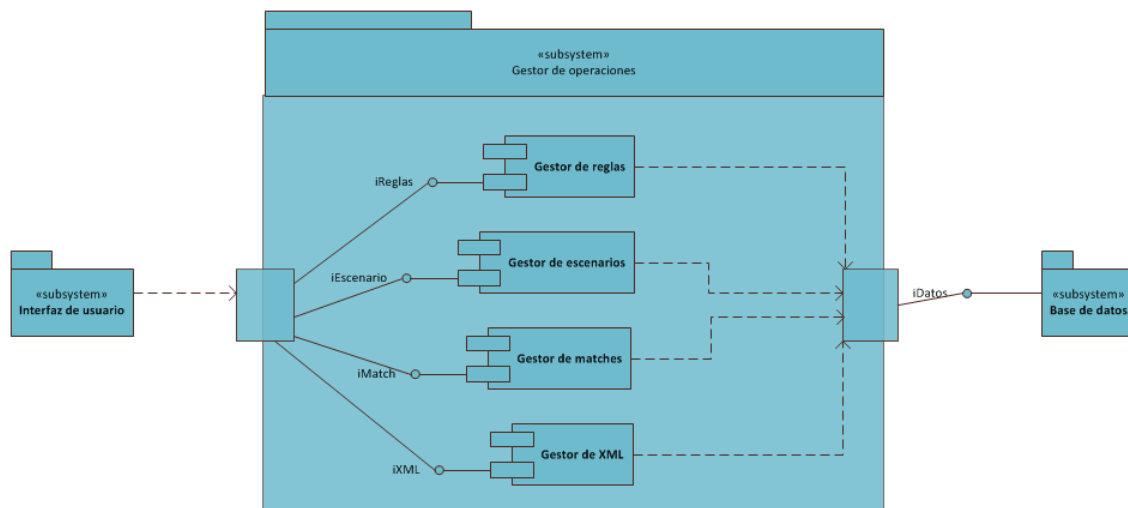 «subsystem»
Gestor de operaciones
Gestor de reglas
iReglas
Gestor de escenarios
iEscenario
«subsystem»
Interfaz de usuario
iDatos
«subsystem»
Base de datos
Gestor de matches
iMatch
Gestor de XML
iXML